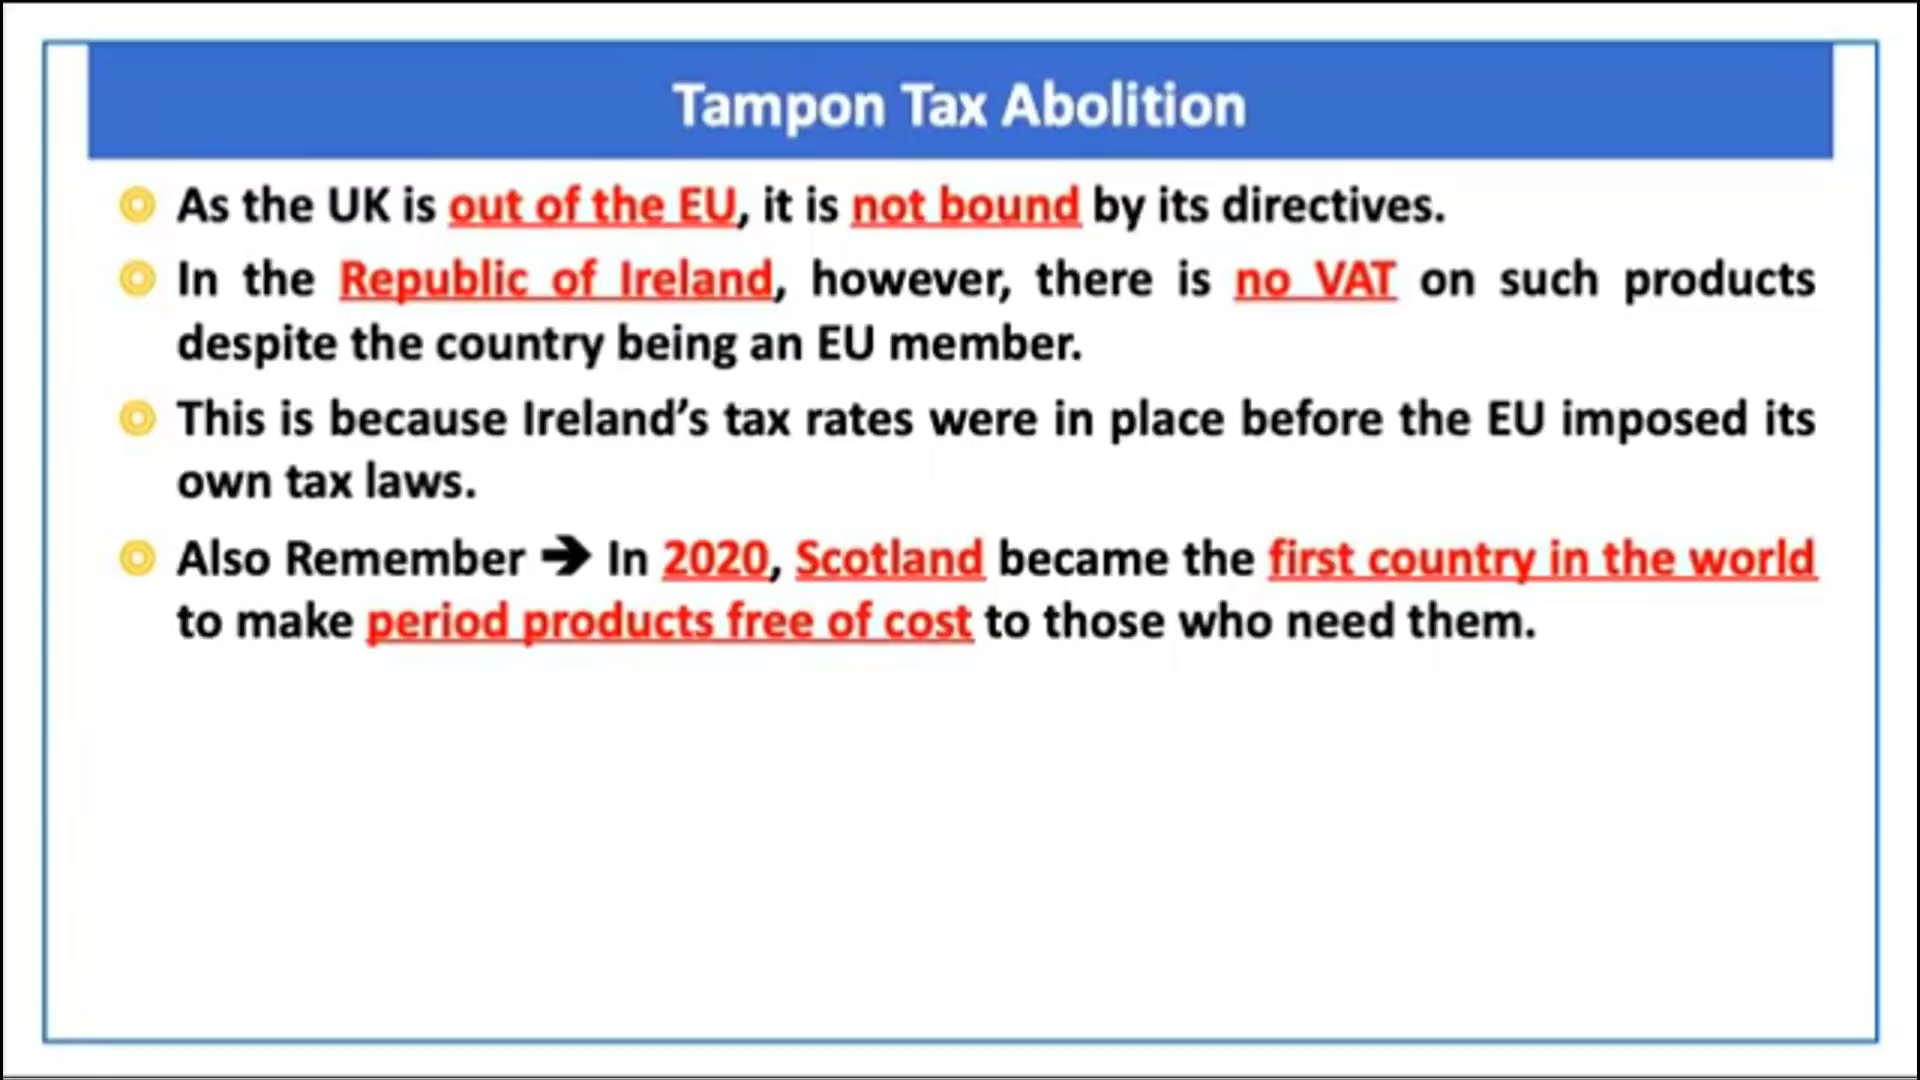 Tampon Tax Abolition
As the UK is out of the EU, it is not bound by its directives.
In the Republic of Ireland, however, there is no VAT on such products
despite the country being an EU member.
This is because Ireland’s tax rates were in place before the EU imposed its
own tax laws.
Also Remember ➔ In 2020, Scotland became the first country in the world
to make period products free of cost to those who need them.